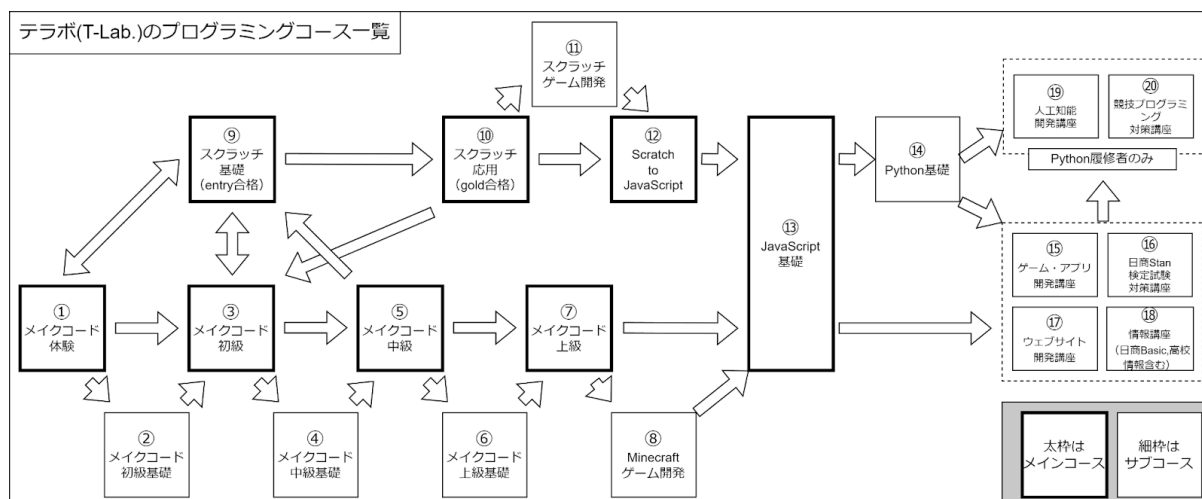 テラボ(T-Lab.)のプログラミングコース一覧
⑪
スクラッチ
ゲーム開発
⑨
スクラッチ
基礎
(entry合格)
⑩
スクラッチ
応用
(gold合格)
⑫
Scratch
to
JavaScript
⑬
JavaScript
基礎
⑭
Python基礎
⑲
人工知能
開発講座
⑳
競技プログラミ
ング
対策講座
Python履修者のみ
⑮
ゲーム・アプリ
開発講座
⑯
日商Stan
検定試験
対策講座
⑰
ウェブサイト
開発講座
⑱
情報講座
(日商Basic,高校
情報含む)
①
メイクコード
体験
③
メイクコード
初級
⑤
メイクコード
中級
⑦
メイクコード
上級
②
メイクコード
初級基礎
④
メイクコード
中級基礎
⑥
メイクコード
上級基礎
⑧
Minecraft
ゲーム開発
太枠は
メインコース
細枠は
サブコース